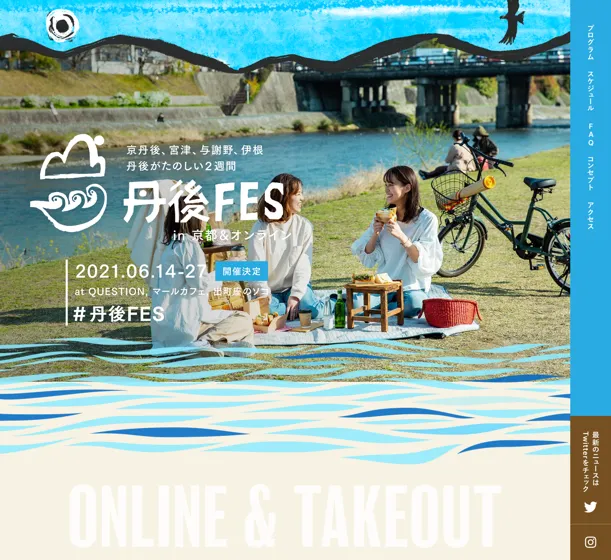 京丹後、宮津、与謝野、伊根
丹後がたのしい2週間
丹後FES
in 京都&オンライン
2021.06.14-27 開催決定
at QUESTION, マールカフェ, 出町座のソコ
#丹後FES
ONLINE & TAKEOUT
プログラム
スケジュール
FAQ
コンセプト
アクセス
最新のニュースは
Twitterをチェック